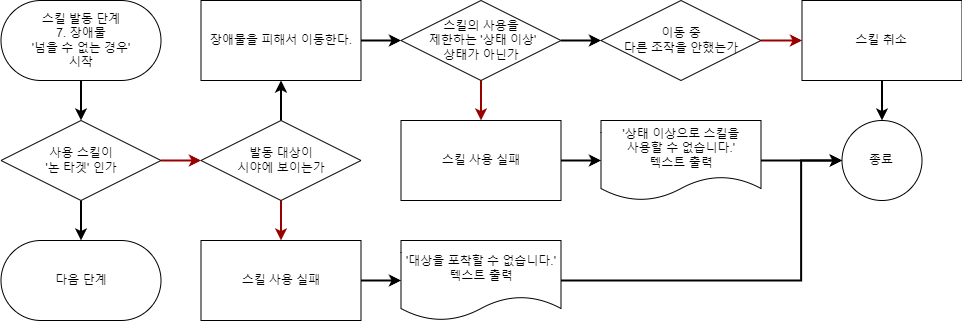 스킬 발동 단계
7. 장애물
'넘을 수 없는 경우'
시작
장애물을 피해서 이동한다.
스킬의 사용을
제한하는 '상태 이상'
상태가 아닌가
이동 중
다른 조작을 안했는가
스킬 취소
사용 스킬이
'논 타겟' 인가
발동 대상이
시야에 보이는가
스킬 사용 실패
'상태 이상으로 스킬을
사용할 수 없습니다.'
텍스트 출력
종료
다음 단계
스킬 사용 실패
'대상을 포착할 수 없습니다.'
텍스트 출력